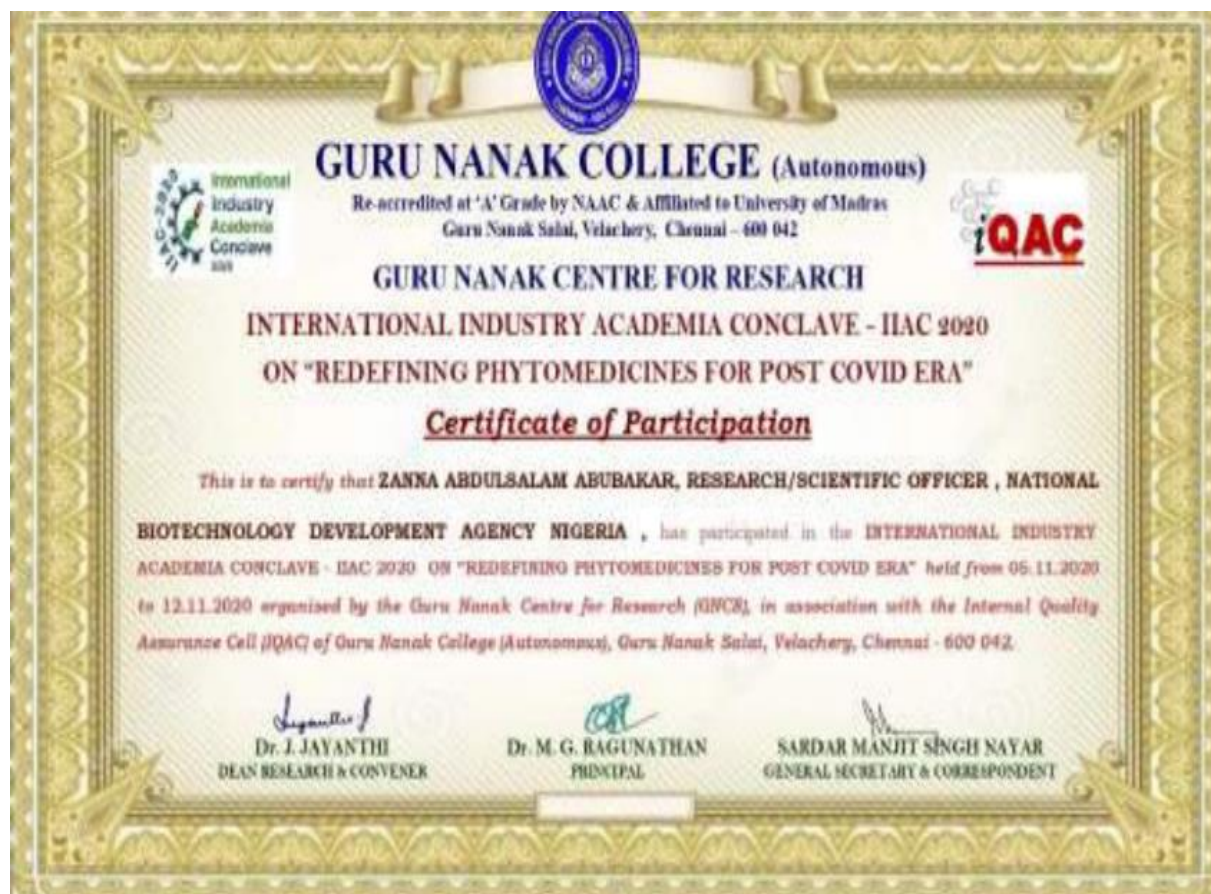 International
Industry
Academia
Conclave
IIAC-2020
GURU NANAK COLLEGE (Autonomous)
Re-accredited at 'A' Grade by NAAC & Affiliated to University of Madras
Guru Nanak Salai, Velachery, Chennai - 600 042
iQAC
GURU NANAK CENTRE FOR RESEARCH
INTERNATIONAL INDUSTRY ACADEMIA CONCLAVE - IIAC 2020
ON "REDEFINING PHYTOMEDICINES FOR POST COVID ERA"
Certificate of Participation
This is to certify that ZANNA ABDULSALAM ABUBAKAR, RESEARCH/SCIENTIFIC OFFICER , NATIONAL
BIOTECHNOLOGY DEVELOPMENT AGENCY NIGERIA , has participated in the INTERNATIONAL INDUSTRY
ACADEMIA CONCLAVE - IIAC 2020 ON "REDEFINING PHYTOMEDICINES FOR POST COVID ERA" held from 05.11.2020
to 12.11.2020 organised by the Guru Nanak Centre for Research (GNCR), in association with the Internal Quality
Assurance Cell (IQAC) of Guru Nanak College (Autonomous), Guru Nanak Salai, Velachery, Chennai - 600 042.
Dr. J. JAYANTHI
DEAN RESEARCH & CONVENER
Dr. M. G. RAGUNATHAN
PRINCIPAL
SARDAR MANJIT SINGH NAYAR
GENERAL SECRETARY & CORRESPONDENT